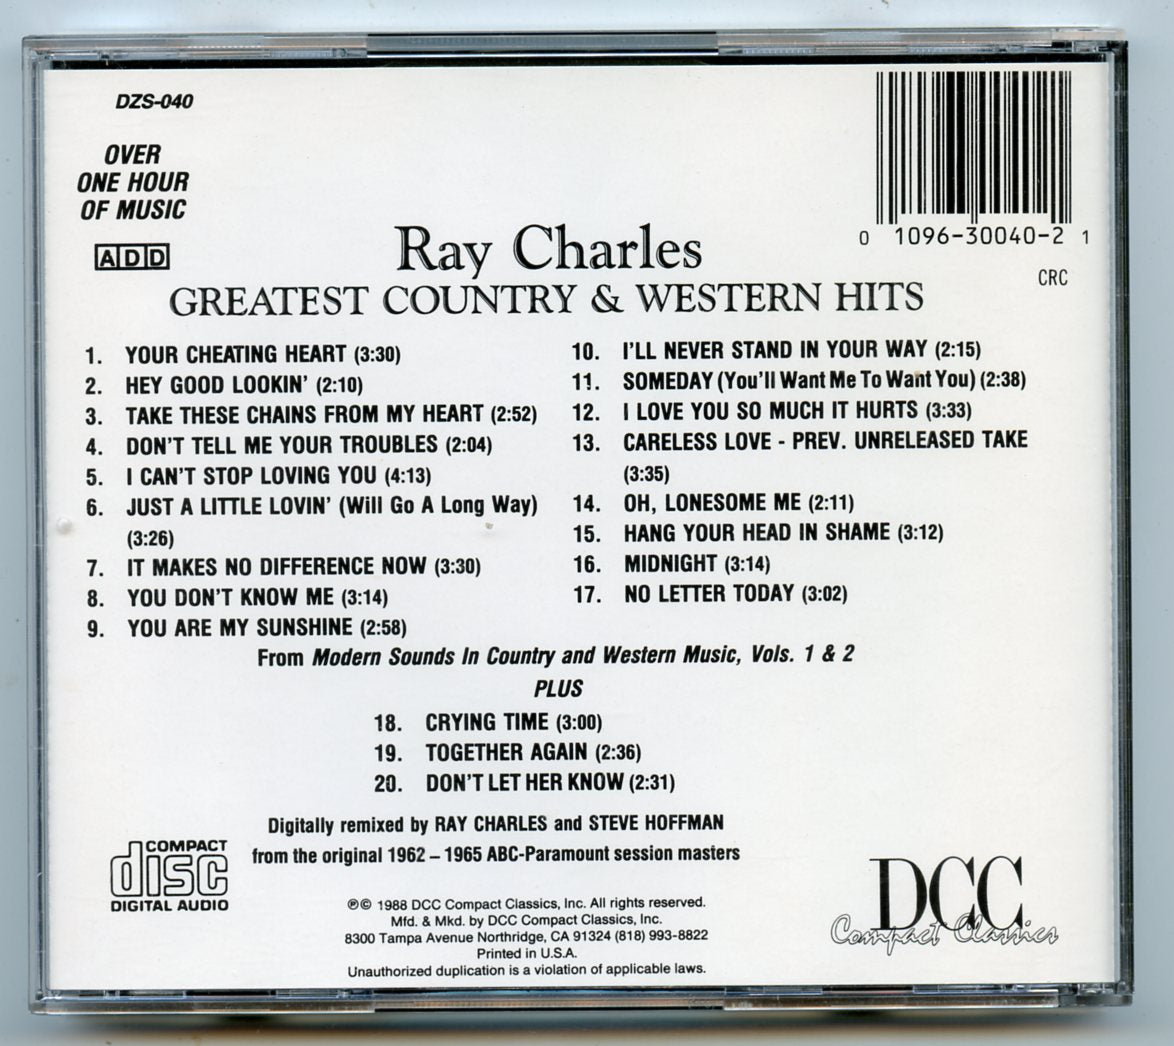 DZS-040
OVER
ONE HOUR
OF MUSIC
ADD
0 1096-30040-2 1
CRC
Ray Charles
GREATEST COUNTRY & WESTERN HITS
1. YOUR CHEATING HEART (3:30)
2. HEY GOOD LOOKIN' (2:10)
3. TAKE THESE CHAINS FROM MY HEART (2:52)
4. DON'T TELL ME YOUR TROUBLES (2:04)
5. I CAN'T STOP LOVING YOU (4:13)
6. JUST A LITTLE LOVIN' (Will Go A Long Way)
(3:26)
7. IT MAKES NO DIFFERENCE NOW (3:30)
8. YOU DON'T KNOW ME (3:14)
9. YOU ARE MY SUNSHINE (2:58)
10. I'LL NEVER STAND IN YOUR WAY (2:15)
11. SOMEDAY (You'll Want Me To Want You) (2:38)
12. I LOVE YOU SO MUCH IT HURTS (3:33)
13. CARELESS LOVE - PREV. UNRELEASED TAKE
(3:35)
14. OH, LONESOME ME (2:11)
15. HANG YOUR HEAD IN SHAME (3:12)
16. MIDNIGHT (3:14)
17. NO LETTER TODAY (3:02)
From Modern Sounds In Country and Western Music, Vols. 1 & 2
PLUS
18. CRYING TIME (3:00)
19. TOGETHER AGAIN (2:36)
20. DON'T LET HER KNOW (2:31)
Digitally remixed by RAY CHARLES and STEVE HOFFMAN
from the original 1962 – 1965 ABC-Paramount session masters
COMPACT
disc
DIGITAL AUDIO
℗© 1988 DCC Compact Classics, Inc. All rights reserved.
Mfd. & Mkd. by DCC Compact Classics, Inc.
8300 Tampa Avenue Northridge, CA 91324 (818) 993-8822
Printed in U.S.A.
Unauthorized duplication is a violation of applicable laws.
DCC
Compact Classics